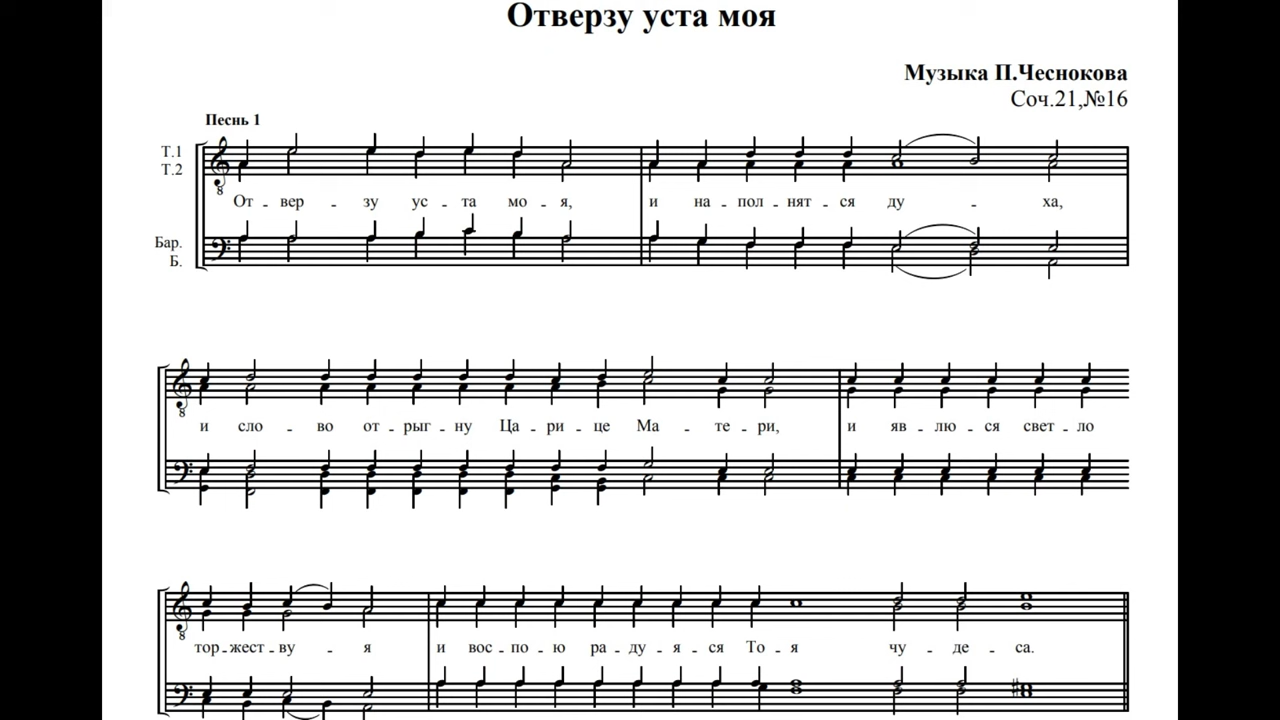 Отверзу уста моя
Музыка П.Чеснокова
Соч.21,№16
Песнь 1
Т.1
Т.2
От - вер - зу ус - та мо - я, и на - пол - нят - ся ду - ха,
Бар.
Б.
и сло - во от - рыг - ну Ца - ри - це Ма - те - ри, и яв - лю - ся свет - ло
тор - жест - ву - я и вос - по - ю ра - ду - я - ся То - я чу - де - са.